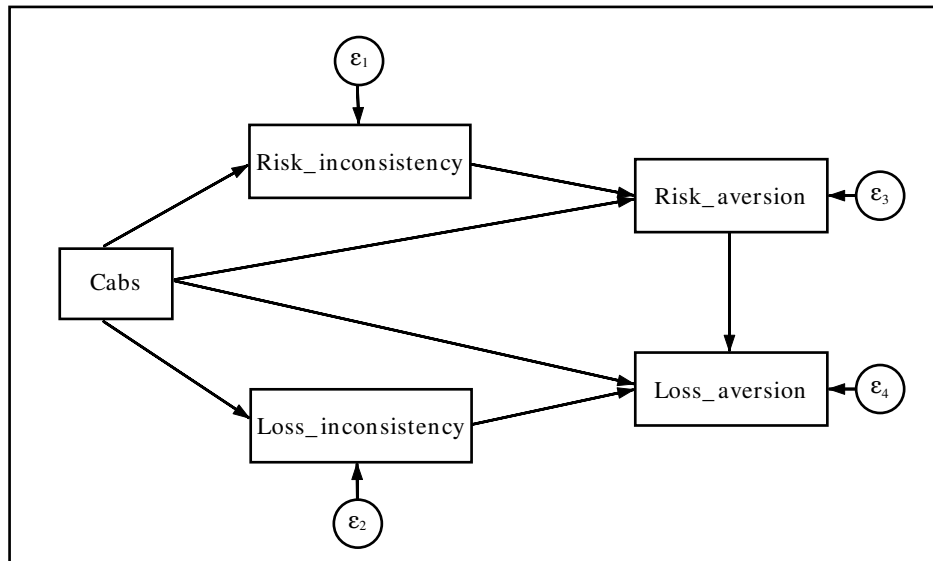 ε₁
Risk_inconsistency
Risk_aversion
ε₃
Cabs
Loss_aversion
ε₄
Loss_inconsistency
ε₂